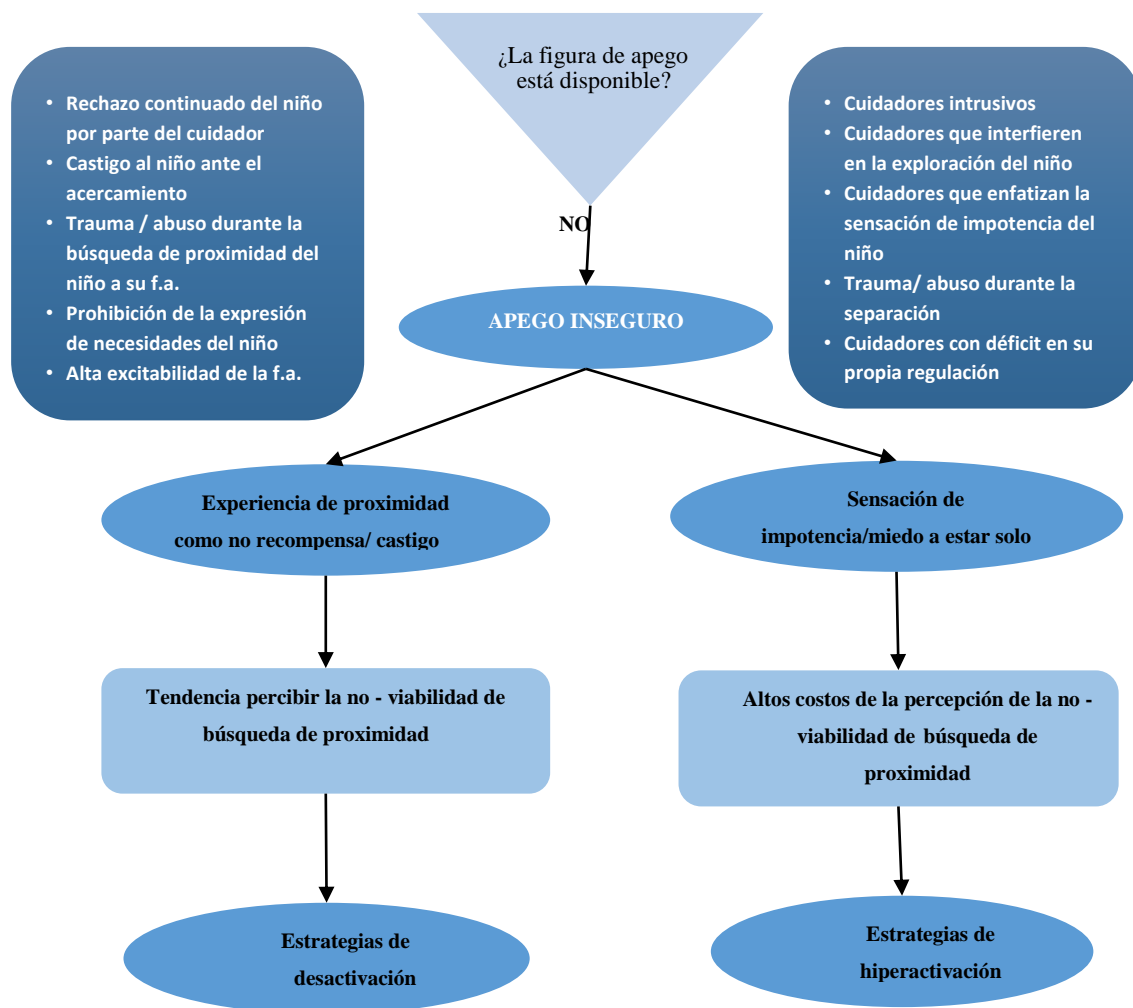 ¿La figura de apego
está disponible?
• Rechazo continuado del niño
por parte del cuidador
• Castigo al niño ante el
acercamiento
• Trauma / abuso durante la
búsqueda de proximidad del
niño a su f.a.
• Prohibición de la expresión
de necesidades del niño
• Alta excitabilidad de la f.a.
• Cuidadores intrusivos
• Cuidadores que interfieren
en la exploración del niño
• Cuidadores que enfatizan la
sensación de impotencia del
niño
• Trauma/ abuso durante la
separación
• Cuidadores con déficit en su
propia regulación
NO
APEGO INSEGURO
Experiencia de proximidad
como no recompensa/ castigo
Sensación de
impotencia/miedo a estar solo
Tendencia percibir la no - viabilidad de
búsqueda de proximidad
Altos costos de la percepción de la no -
viabilidad de búsqueda de
proximidad
Estrategias de
desactivación
Estrategias de
hiperactivación